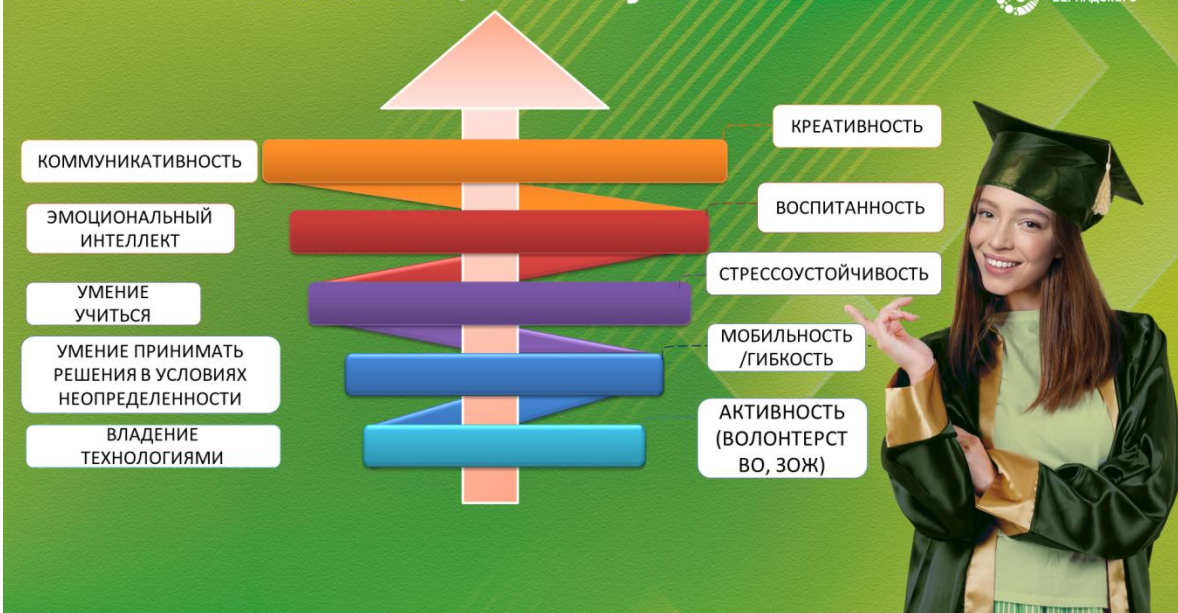 КОММУНИКАТИВНОСТЬ
КРЕАТИВНОСТЬ
ЭМОЦИОНАЛЬНЫЙ
ИНТЕЛЛЕКТ
ВОСПИТАННОСТЬ
УМЕНИЕ
УЧИТЬСЯ
СТРЕССОУСТОЙЧИВОСТЬ
УМЕНИЕ ПРИНИМАТЬ
РЕШЕНИЯ В УСЛОВИЯХ
НЕОПРЕДЕЛЕННОСТИ
МОБИЛЬНОСТЬ
/ГИБКОСТЬ
ВЛАДЕНИЕ
ТЕХНОЛОГИЯМИ
АКТИВНОСТЬ
(ВОЛОНТЕРСТ
ВО, ЗОЖ)